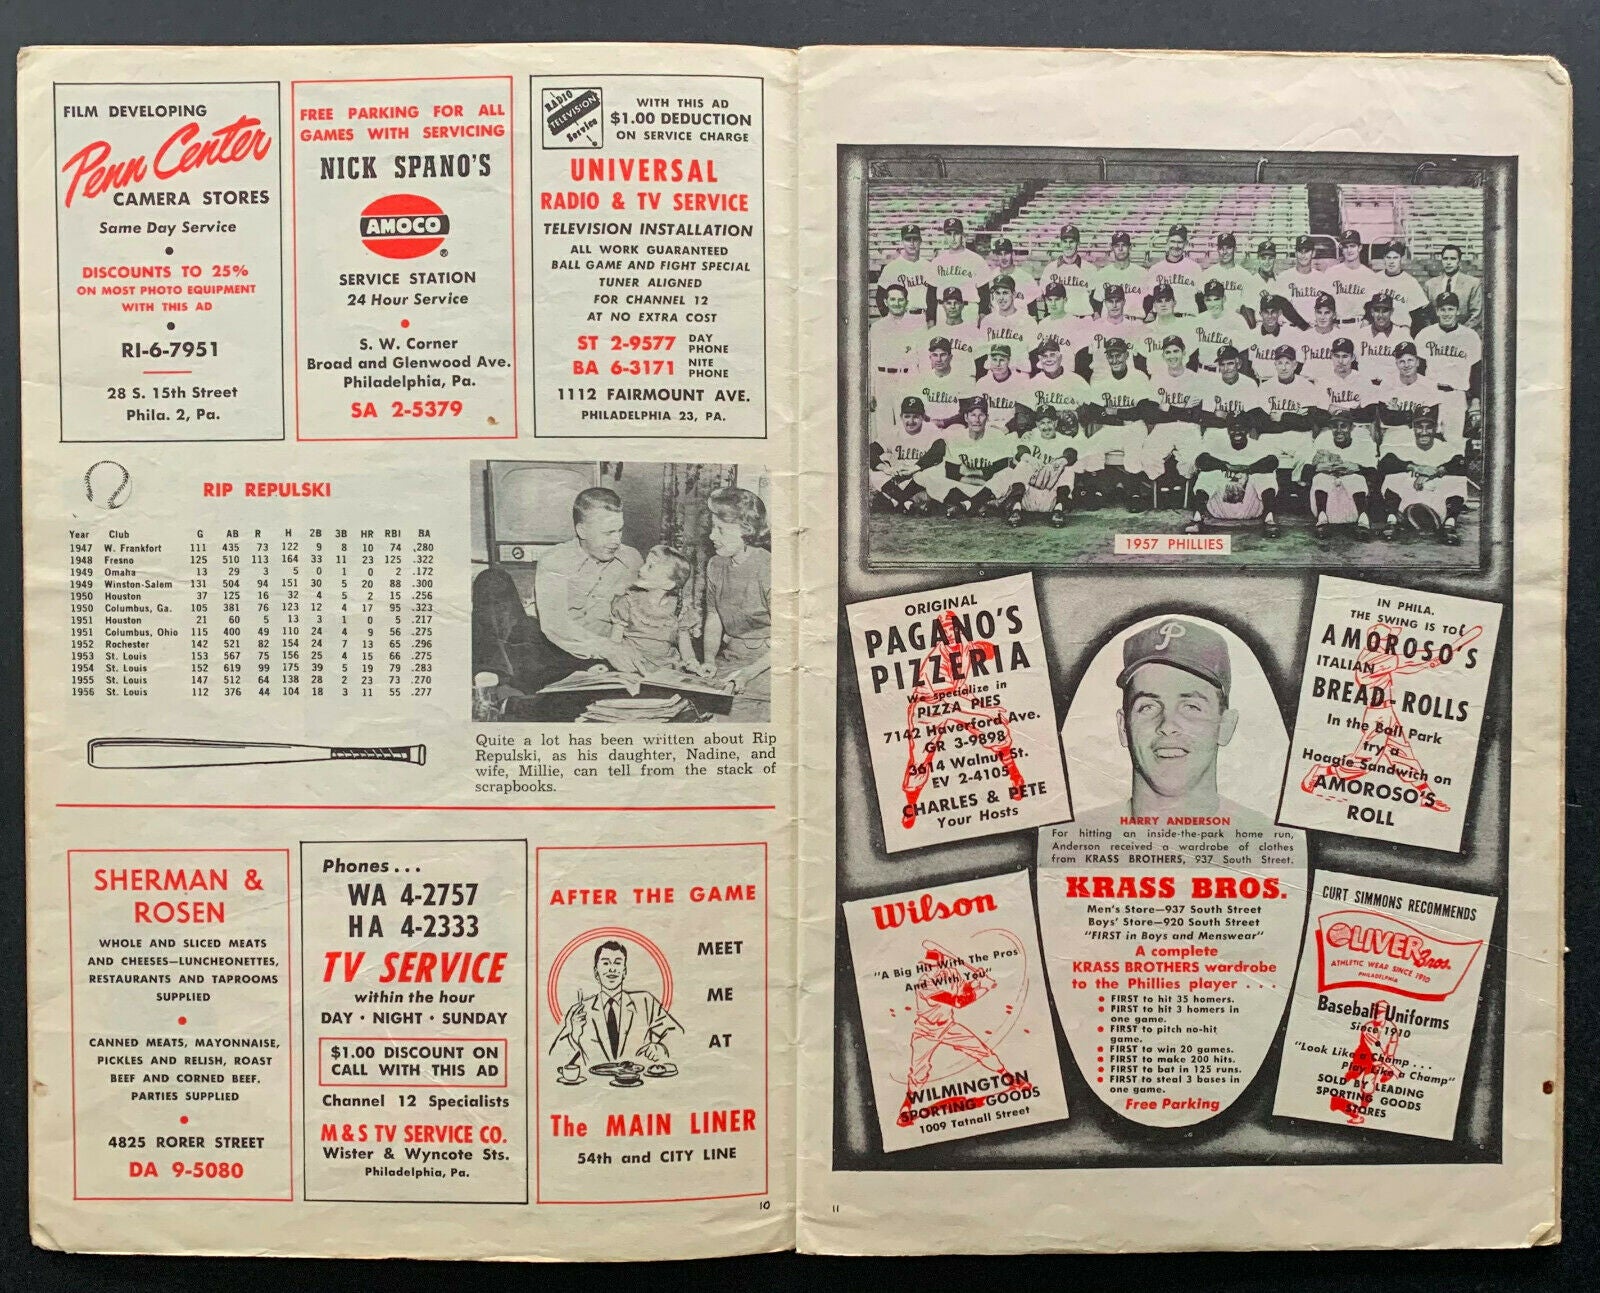 FILM DEVELOPING
Penn Center
CAMERA STORES
Same Day Service
DISCOUNTS TO 25%
ON MOST PHOTO EQUIPMENT
WITH THIS AD
RI-6-7951
28 S. 15th Street
Phila. 2, Pa.
FREE PARKING FOR ALL
GAMES WITH SERVICING
NICK SPANO'S
AMOCO
®
SERVICE STATION
24 Hour Service
S. W. Corner
Broad and Glenwood Ave.
Philadelphia, Pa.
SA 2-5379
RADIO
TELEVISION
Service
WITH THIS AD
$1.00 DEDUCTION
ON SERVICE CHARGE
UNIVERSAL
RADIO & TV SERVICE
TELEVISION INSTALLATION
ALL WORK GUARANTEED
BALL GAME AND FIGHT SPECIAL
TUNER ALIGNED
FOR CHANNEL 12
AT NO EXTRA COST
ST 2-9577 DAY PHONE
BA 6-3171 NITE PHONE
1112 FAIRMOUNT AVE.
PHILADELPHIA 23, PA.
RIP REPULSKI
Year Club G AB R H 2B 3B HR RBI BA
1947 W. Frankfort 111 435 73 122 9 8 10 74 .280
1948 Fresno 125 510 113 164 33 11 23 125 .322
1949 Omaha 13 29 3 5 0 1 0 2 .172
1949 Winston-Salem 131 504 94 151 30 5 20 88 .300
1950 Houston 37 125 16 32 4 5 2 15 .256
1950 Columbus, Ga. 105 381 76 123 12 4 17 95 .323
1951 Houston 21 60 5 13 3 1 0 5 .217
1951 Columbus, Ohio 115 400 49 110 24 4 9 56 .275
1952 Rochester 142 521 82 154 24 7 13 65 .296
1953 St. Louis 153 567 75 156 25 4 15 66 .275
1954 St. Louis 152 619 99 175 39 5 19 79 .283
1955 St. Louis 147 512 64 138 28 2 23 73 .270
1956 St. Louis 112 376 44 104 18 3 11 55 .277
Quite a lot has been written about Rip
Repulski, as his daughter, Nadine, and
wife, Millie, can tell from the stack of
scrapbooks.
SHERMAN &
ROSEN
WHOLE AND SLICED MEATS
AND CHEESES—LUNCHEONETTES,
RESTAURANTS AND TAPROOMS
SUPPLIED
CANNED MEATS, MAYONNAISE,
PICKLES AND RELISH, ROAST
BEEF AND CORNED BEEF.
PARTIES SUPPLIED
4825 RORER STREET
DA 9-5080
Phones . . .
WA 4-2757
HA 4-2333
TV SERVICE
within the hour
DAY · NIGHT · SUNDAY
$1.00 DISCOUNT ON
CALL WITH THIS AD
Channel 12 Specialists
M & S TV SERVICE CO.
Wister & Wyncote Sts.
Philadelphia, Pa.
AFTER THE GAME
MEET
ME
AT
The MAIN LINER
54th and CITY LINE
10
1957 PHILLIES
ORIGINAL
PAGANO'S
PIZZERIA
We specialize in
PIZZA PIES
7142 Haverford Ave.
GR 3-9898
3614 Walnut St.
EV 2-4105
CHARLES & PETE
Your Hosts
IN PHILA.
THE SWING IS TO
AMOROSO'S
ITALIAN
BREAD - ROLLS
In the Ball Park
try a
Hoagie Sandwich on
AMOROSO'S
ROLL
P
HARRY ANDERSON
For hitting an inside-the-park home run,
Anderson received a wardrobe of clothes
from KRASS BROTHERS, 937 South Street.
KRASS BROS.
Men's Store—937 South Street
Boys' Store—920 South Street
"FIRST in Boys and Menswear"
A complete
KRASS BROTHERS wardrobe
to the Phillies player . . .
• FIRST to hit 35 homers.
• FIRST to hit 3 homers in
one game.
• FIRST to pitch no-hit
game.
• FIRST to win 20 games.
• FIRST to make 200 hits.
• FIRST to bat in 125 runs.
• FIRST to steal 3 bases in
one game.
Free Parking
Wilson
"A Big Hit With The Pros
And With You"
WILMINGTON
SPORTING GOODS
1009 Tatnall Street
CURT SIMMONS RECOMMENDS
OLIVER Bros.
ATHLETIC WEAR SINCE 1910
PHILADELPHIA
Baseball Uniforms
Since 1910
"Look Like a Champ . . .
Play Like a Champ"
SOLD BY LEADING
SPORTING GOODS
STORES
11